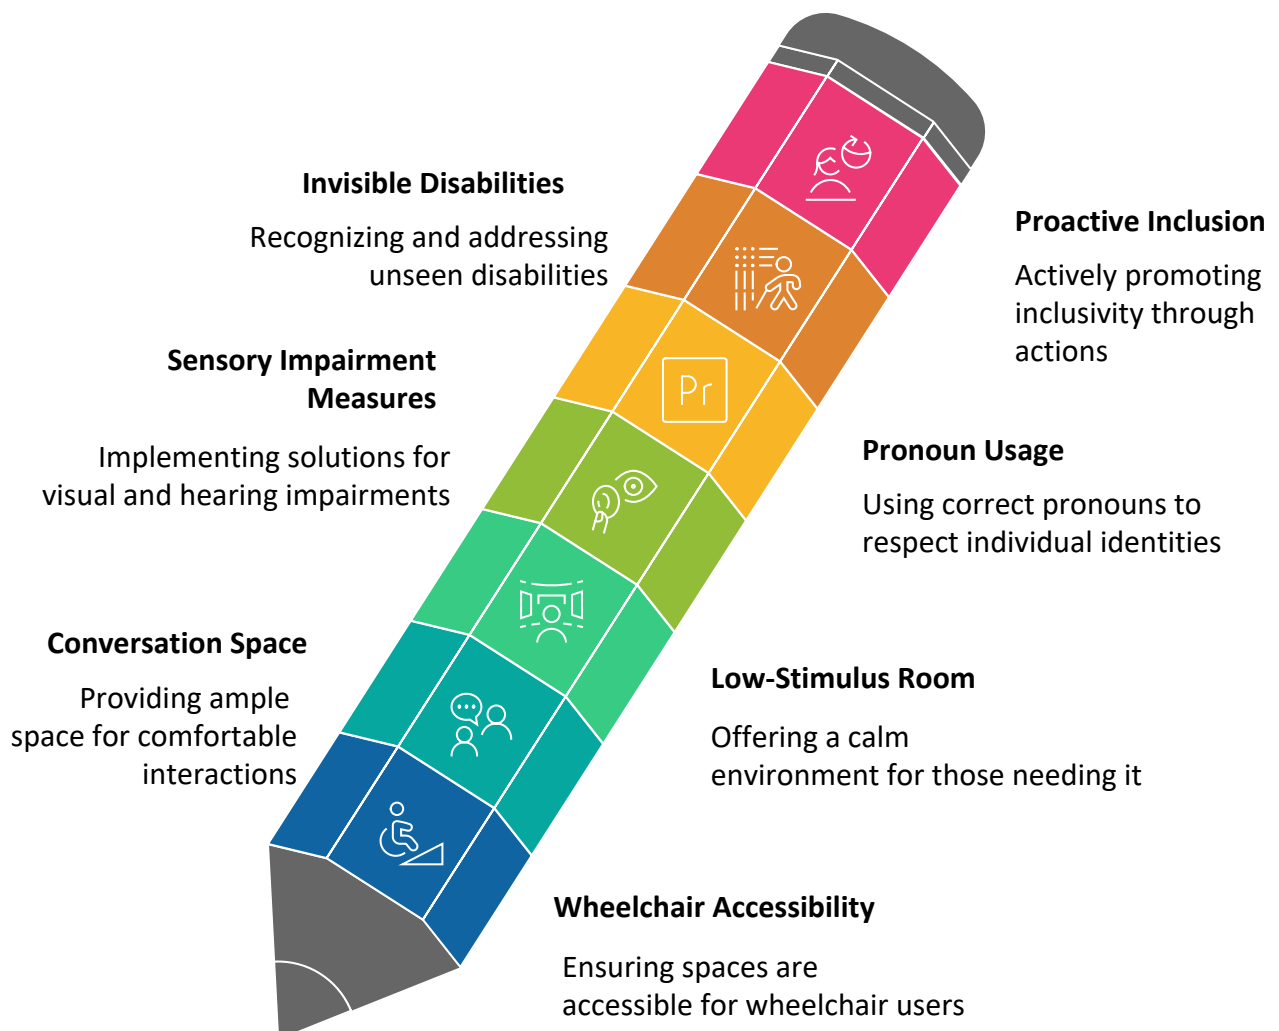 Invisible Disabilities
Recognizing and addressing
unseen disabilities
Proactive Inclusion
Actively promoting
inclusivity through
actions
Sensory Impairment
Measures
Implementing solutions for
visual and hearing impairments
Pr
Pronoun Usage
Using correct pronouns to
respect individual identities
Conversation Space
Providing ample
space for comfortable
interactions
Low-Stimulus Room
Offering a calm
environment for those needing it
Wheelchair Accessibility
Ensuring spaces are
accessible for wheelchair users